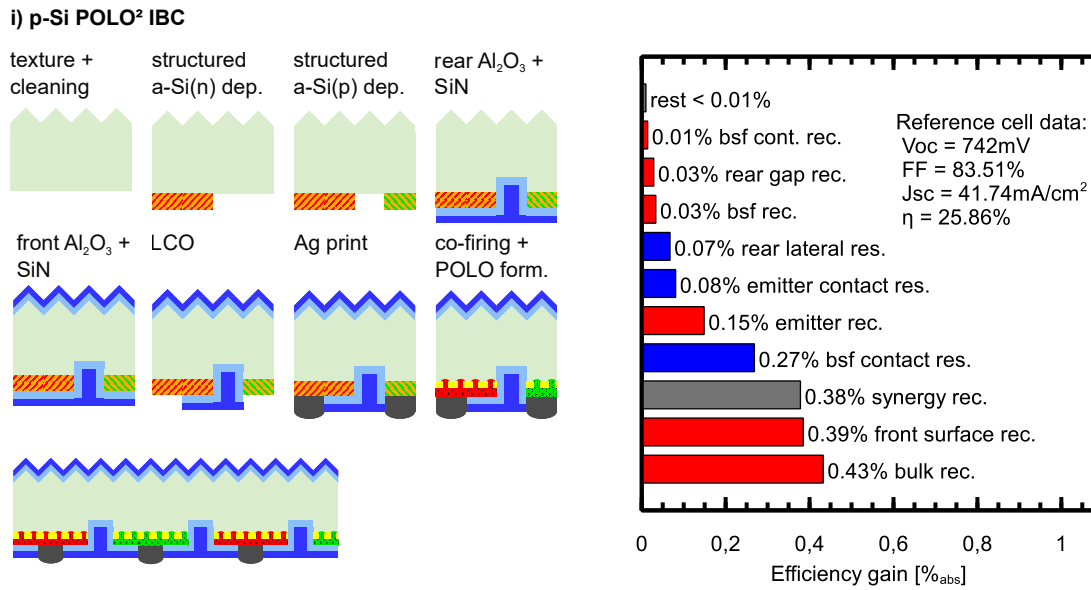 i) p-Si POLO² IBC
texture +
cleaning
structured
a-Si(n) dep.
structured
a-Si(p) dep.
rear Al₂O₃ +
SiN
front Al₂O₃ +
SiN
LCO
Ag print
co-firing +
POLO form.
rest < 0.01%
0.01% bsf cont. rec.
0.03% rear gap rec.
0.03% bsf rec.
0.07% rear lateral res.
0.08% emitter contact res.
0.15% emitter rec.
0.27% bsf contact res.
0.38% synergy rec.
0.39% front surface rec.
0.43% bulk rec.
Reference cell data:
Voc = 742mV
FF = 83.51%
Jsc = 41.74mA/cm²
η = 25.86%
0 0,2 0,4 0,6 0,8 1
Efficiency gain [%abs]